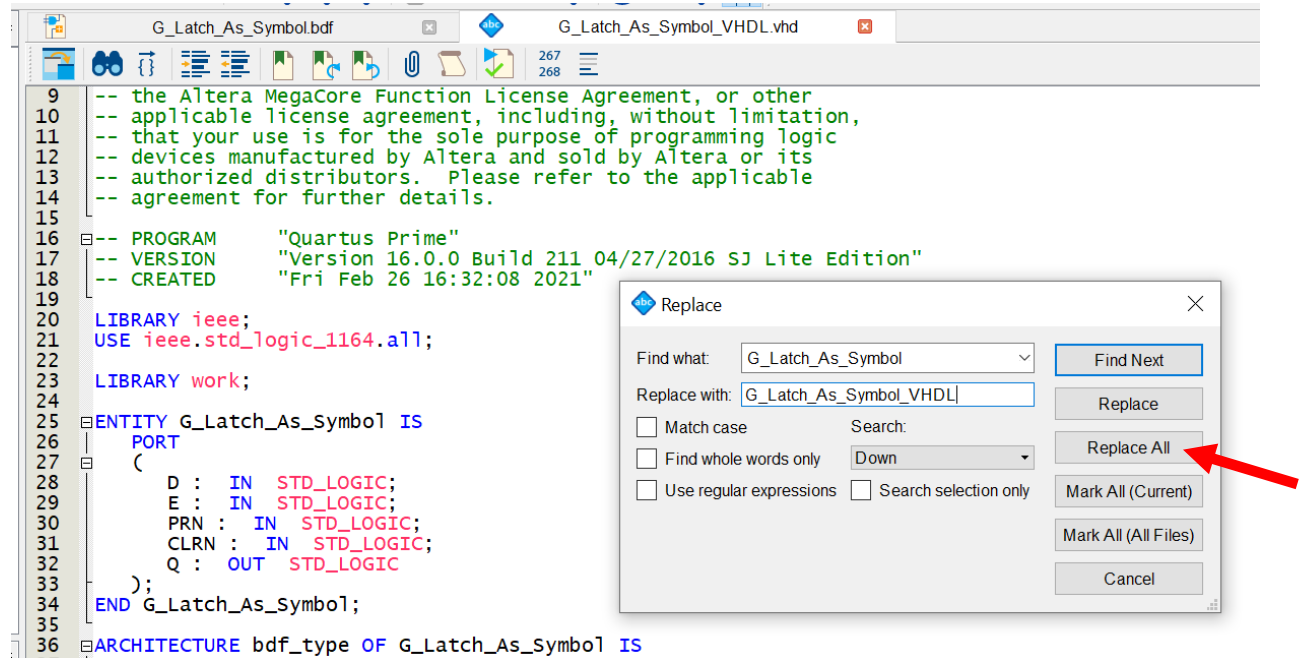 G_Latch_As_Symbol.bdf
abc G_Latch_As_Symbol_VHDL.vhd
267
268
9 -- the Altera MegaCore Function License Agreement, or other
10 -- applicable license agreement, including, without limitation,
11 -- that your use is for the sole purpose of programming logic
12 -- devices manufactured by Altera and sold by Altera or its
13 -- authorized distributors.  Please refer to the applicable
14 -- agreement for further details.
15
16 -- PROGRAM "Quartus Prime"
17 -- VERSION "Version 16.0.0 Build 211 04/27/2016 SJ Lite Edition"
18 -- CREATED "Fri Feb 26 16:32:08 2021"
19
20 LIBRARY ieee;
21 USE ieee.std_logic_1164.all;
22
23 LIBRARY work;
24
25 ENTITY G_Latch_As_Symbol IS
26 PORT
27 (
28 D : IN STD_LOGIC;
29 E : IN STD_LOGIC;
30 PRN : IN STD_LOGIC;
31 CLRN : IN STD_LOGIC;
32 Q : OUT STD_LOGIC
33 );
34 END G_Latch_As_Symbol;
35
36 ARCHITECTURE bdf_type OF G_Latch_As_Symbol IS
abc Replace
Find what: G_Latch_As_Symbol Find Next
Replace with: G_Latch_As_Symbol_VHDL Replace
Match case Search: Replace All
Find whole words only Down
Use regular expressions Search selection only Mark All (Current)
Mark All (All Files)
Cancel